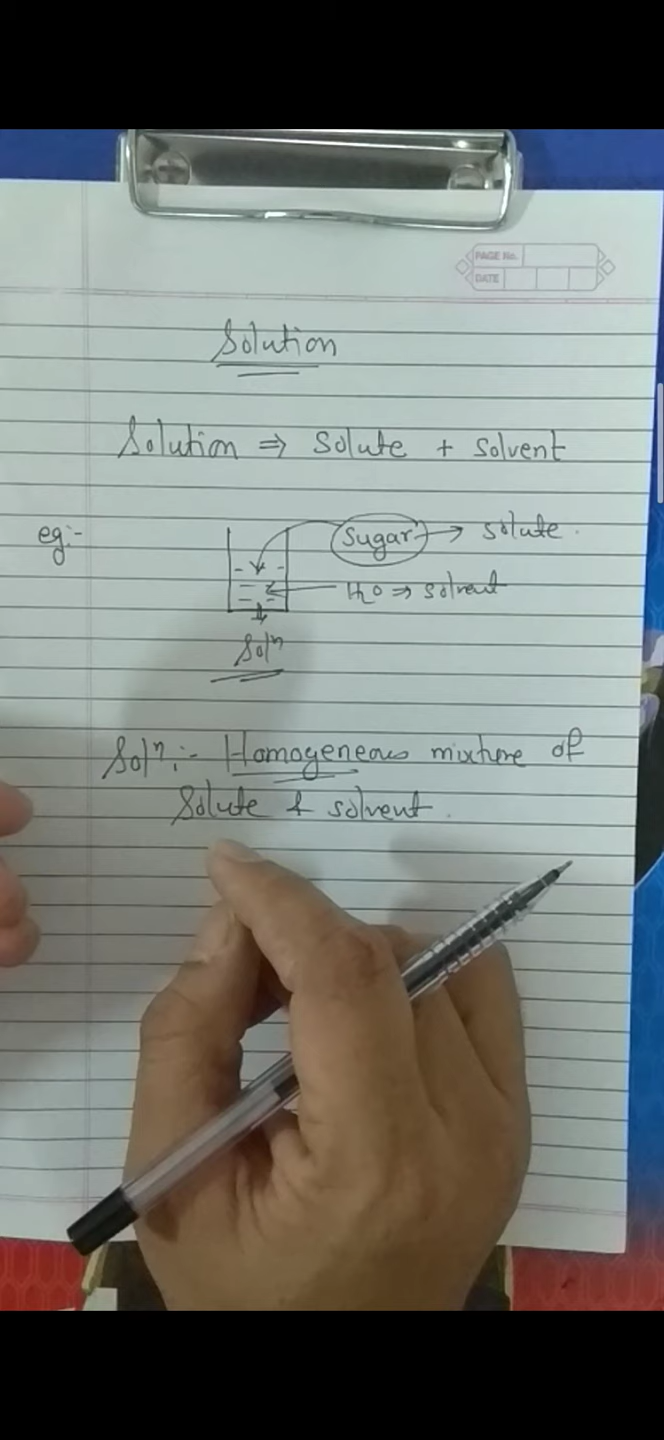 PAGE No.
DATE
Solution
Solution ⇒ Solute + solvent
eg:- Sugar → solute.
H₂O ⇒ solvent
Solⁿ
Solⁿ:- Homogeneous mixture of
Solute & solvent.